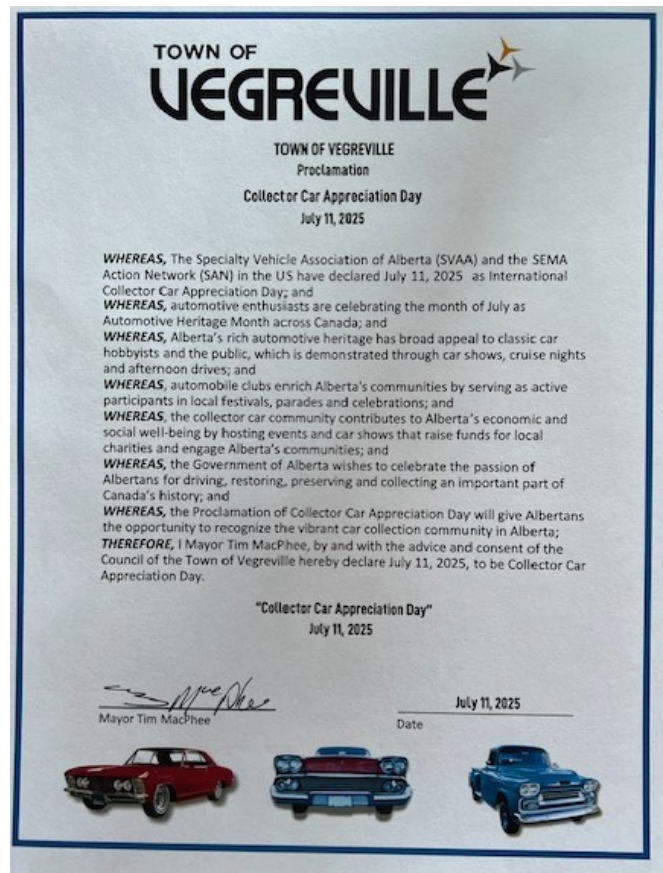 TOWN OF
VEGREVILLE
TOWN OF VEGREVILLE
Proclamation
Collector Car Appreciation Day
July 11, 2025
WHEREAS, The Specialty Vehicle Association of Alberta (SVAA) and the SEMA
Action Network (SAN) in the US have declared July 11, 2025 as International
Collector Car Appreciation Day; and
WHEREAS, automotive enthusiasts are celebrating the month of July as
Automotive Heritage Month across Canada; and
WHEREAS, Alberta's rich automotive heritage has broad appeal to classic car
hobbyists and the public, which is demonstrated through car shows, cruise nights
and afternoon drives; and
WHEREAS, automobile clubs enrich Alberta's communities by serving as active
participants in local festivals, parades and celebrations; and
WHEREAS, the collector car community contributes to Alberta's economic and
social well-being by hosting events and car shows that raise funds for local
charities and engage Alberta's communities; and
WHEREAS, the Government of Alberta wishes to celebrate the passion of
Albertans for driving, restoring, preserving and collecting an important part of
Canada's history; and
WHEREAS, the Proclamation of Collector Car Appreciation Day will give Albertans
the opportunity to recognize the vibrant car collection community in Alberta;
THEREFORE, I Mayor Tim MacPhee, by and with the advice and consent of the
Council of the Town of Vegreville hereby declare July 11, 2025, to be Collector Car
Appreciation Day.
"Collector Car Appreciation Day"
July 11, 2025
MacPhee
July 11, 2025
Mayor Tim MacPhee
Date